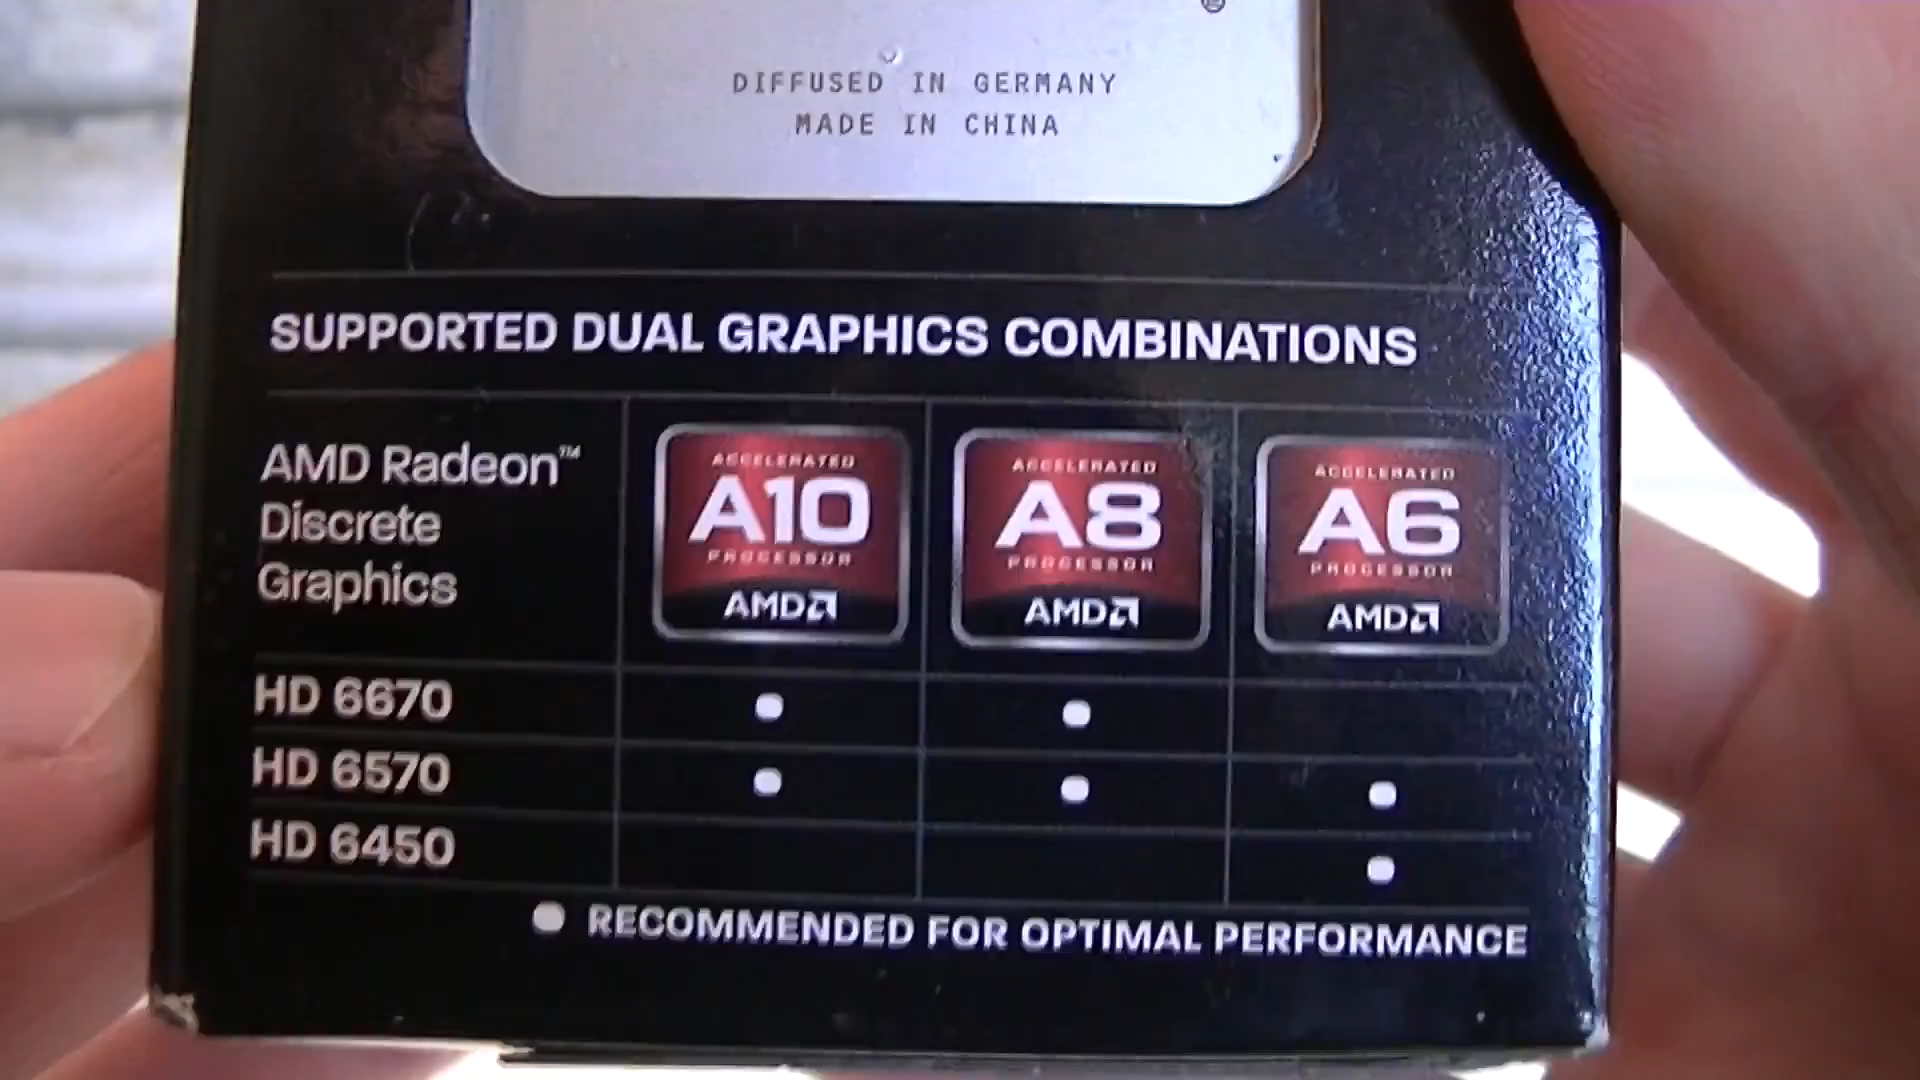 ®
DIFFUSED IN GERMANY
MADE IN CHINA
SUPPORTED DUAL GRAPHICS COMBINATIONS
AMD Radeon™
Discrete
Graphics
ACCELERATED
A10
PROCESSOR
AMD
ACCELERATED
A8
PROCESSOR
AMD
ACCELERATED
A6
PROCESSOR
AMD
HD 6670
HD 6570
HD 6450
RECOMMENDED FOR OPTIMAL PERFORMANCE